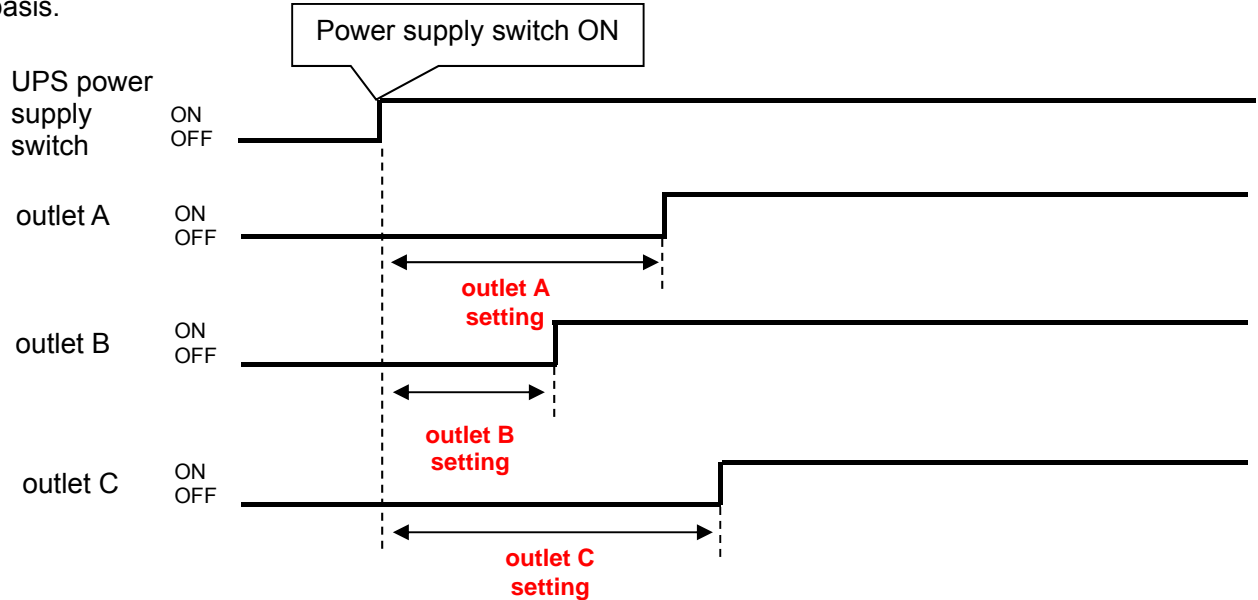 basis.
Power supply switch ON
UPS power
supply
switch
ON
OFF
outlet A
ON
OFF
outlet A
setting
outlet B
ON
OFF
outlet B
setting
outlet C
ON
OFF
outlet C
setting